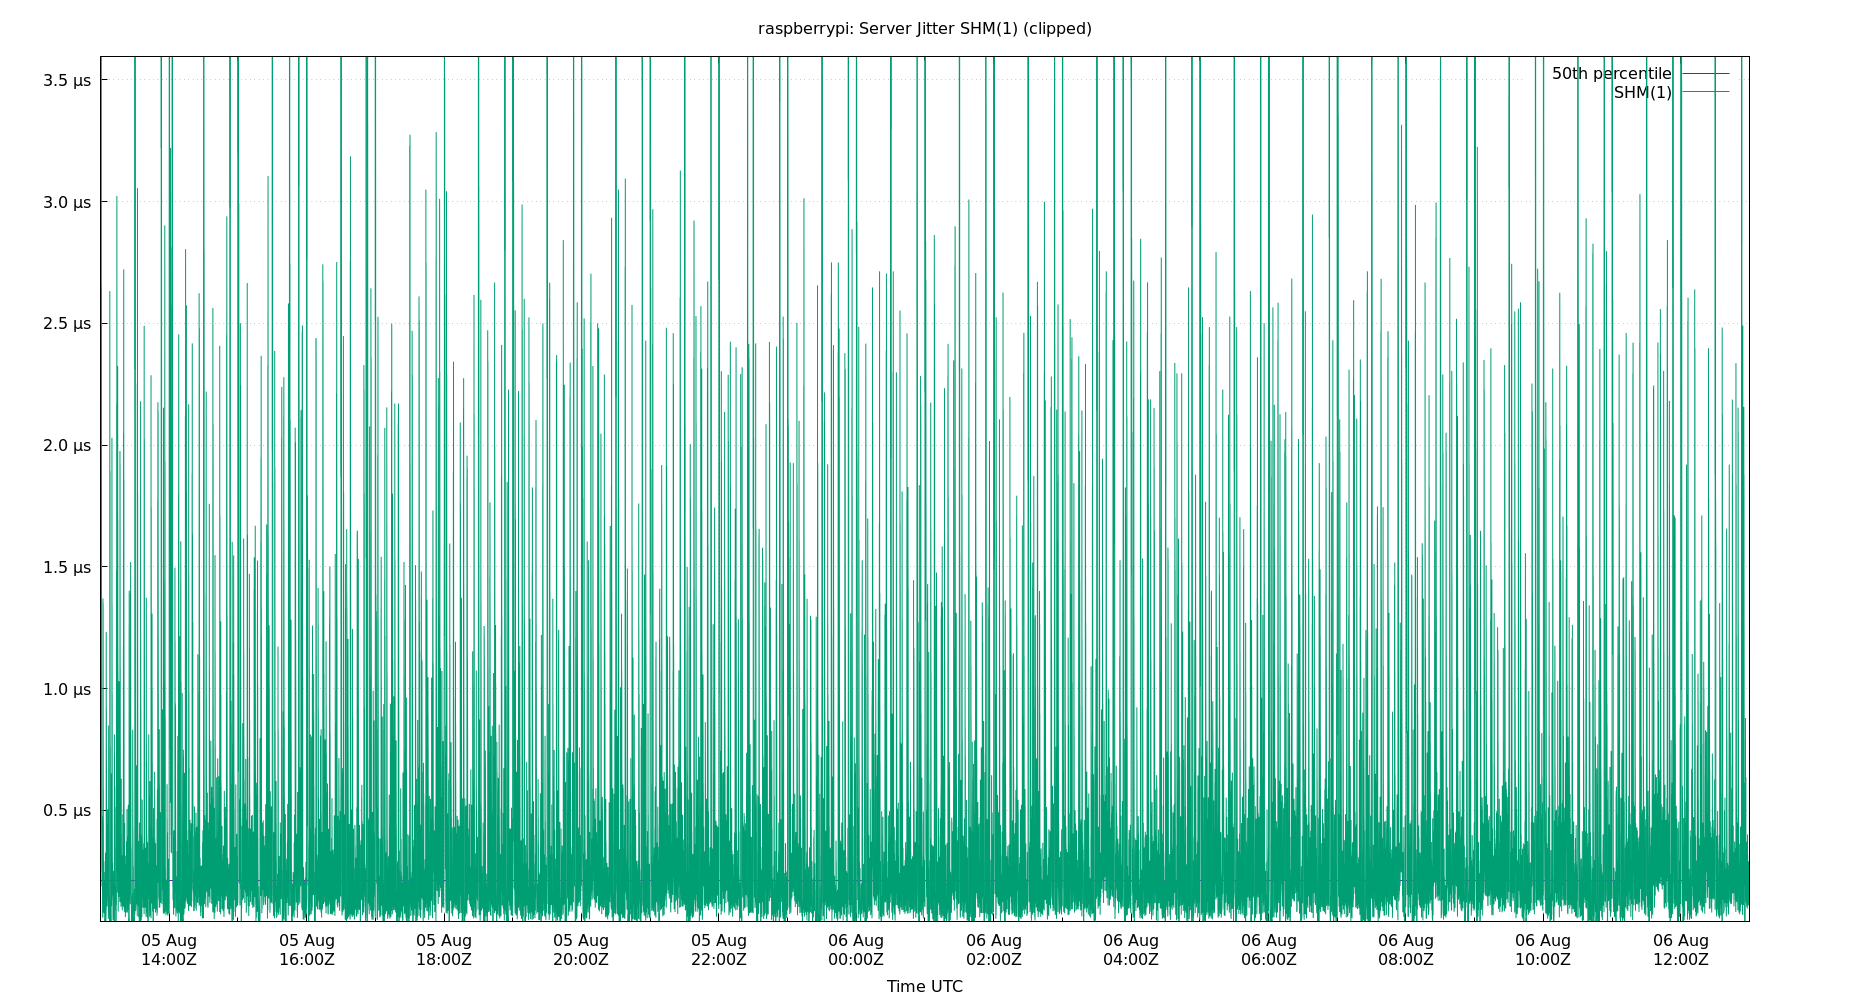 raspberrypi: Server Jitter SHM(1) (clipped)
50th percentile
SHM(1)
3.5 µs
3.0 µs
2.5 µs
2.0 µs
1.5 µs
1.0 µs
0.5 µs
05 Aug 05 Aug 05 Aug 05 Aug 05 Aug 06 Aug 06 Aug 06 Aug 06 Aug 06 Aug 06 Aug 06 Aug
14:00Z 16:00Z 18:00Z 20:00Z 22:00Z 00:00Z 02:00Z 04:00Z 06:00Z 08:00Z 10:00Z 12:00Z
Time UTC